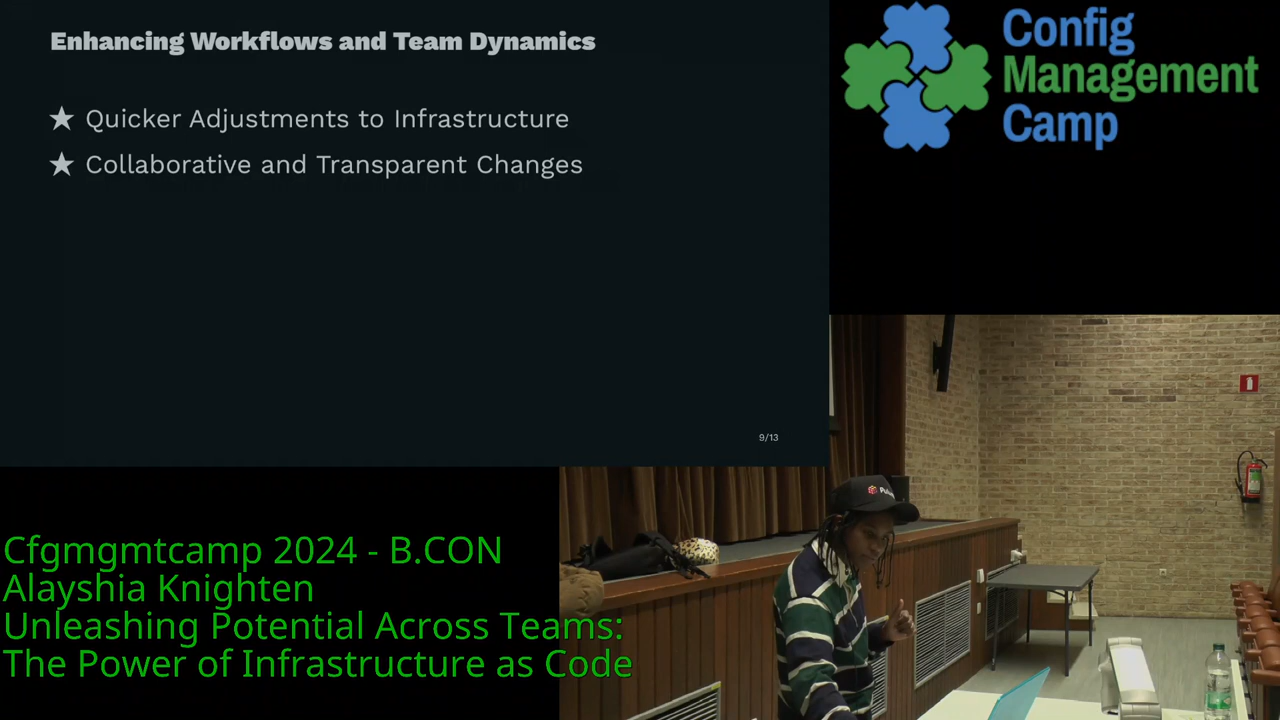 Enhancing Workflows and Team Dynamics
★ Quicker Adjustments to Infrastructure
★ Collaborative and Transparent Changes
9/13
Config
Management
Camp
Cfgmgmtcamp 2024 - B.CON
Alayshia Knighten
Unleashing Potential Across Teams:
The Power of Infrastructure as Code